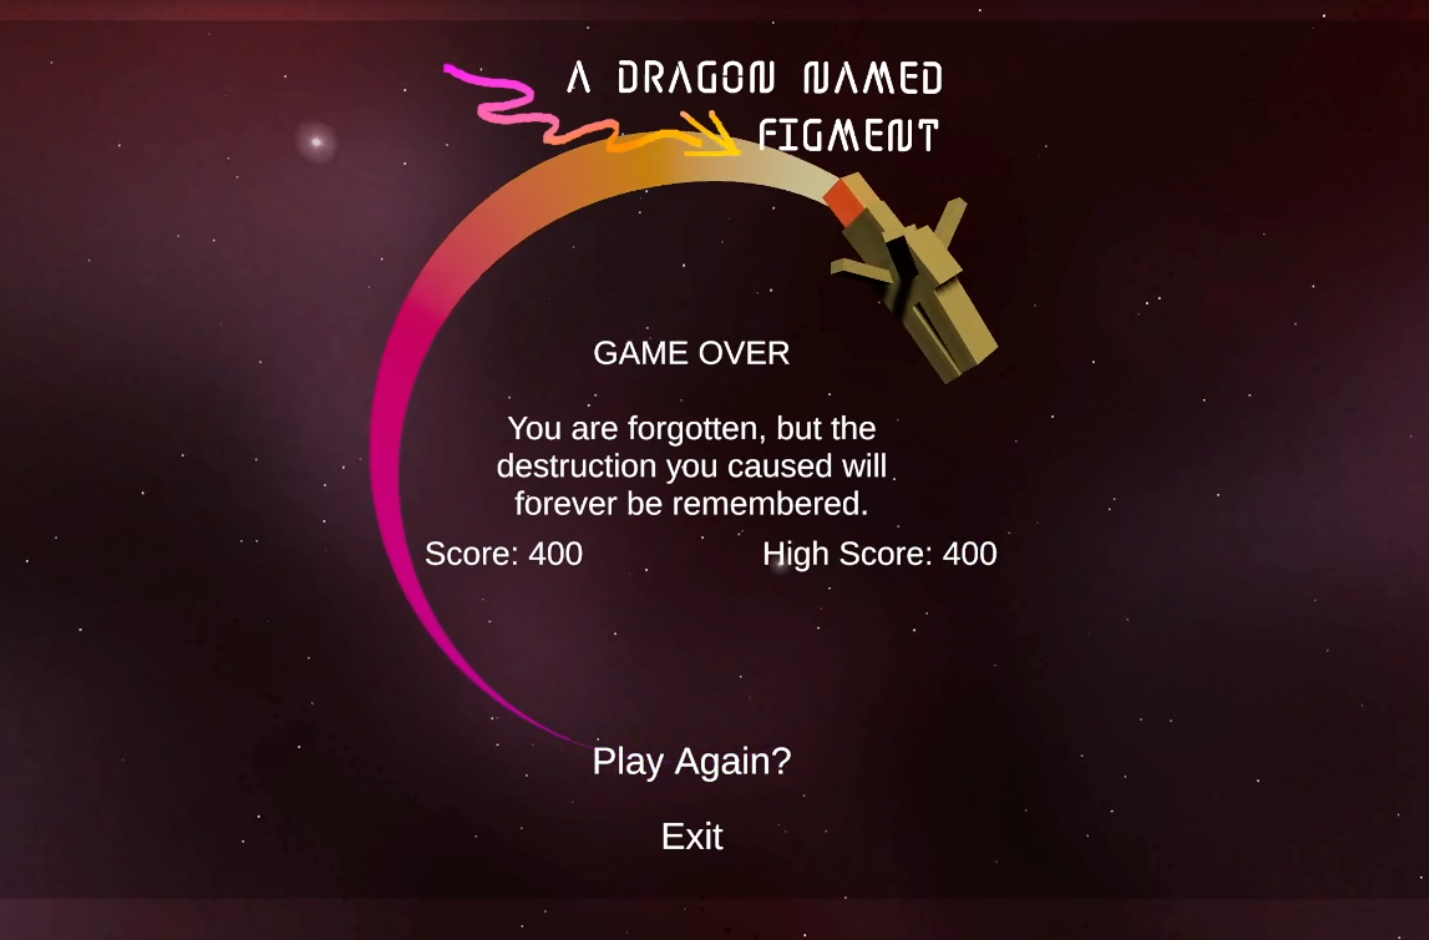 A DRAGON NAMED
FIGMENT
GAME OVER
You are forgotten, but the
destruction you caused will
forever be remembered.
Score: 400
High Score: 400
Play Again?
Exit